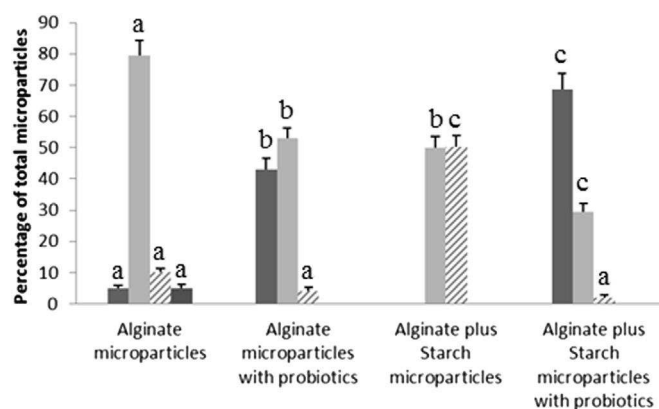 Percentage of total microparticles
90
80
70
60
50
40
30
20
10
0
a
a
a
a
b
b
a
b
c
c
c
a
Alginate
microparticles
Alginate
microparticles
with probiotics
Alginate plus
Starch
microparticles
Alginate plus
Starch
microparticles
with probiotics